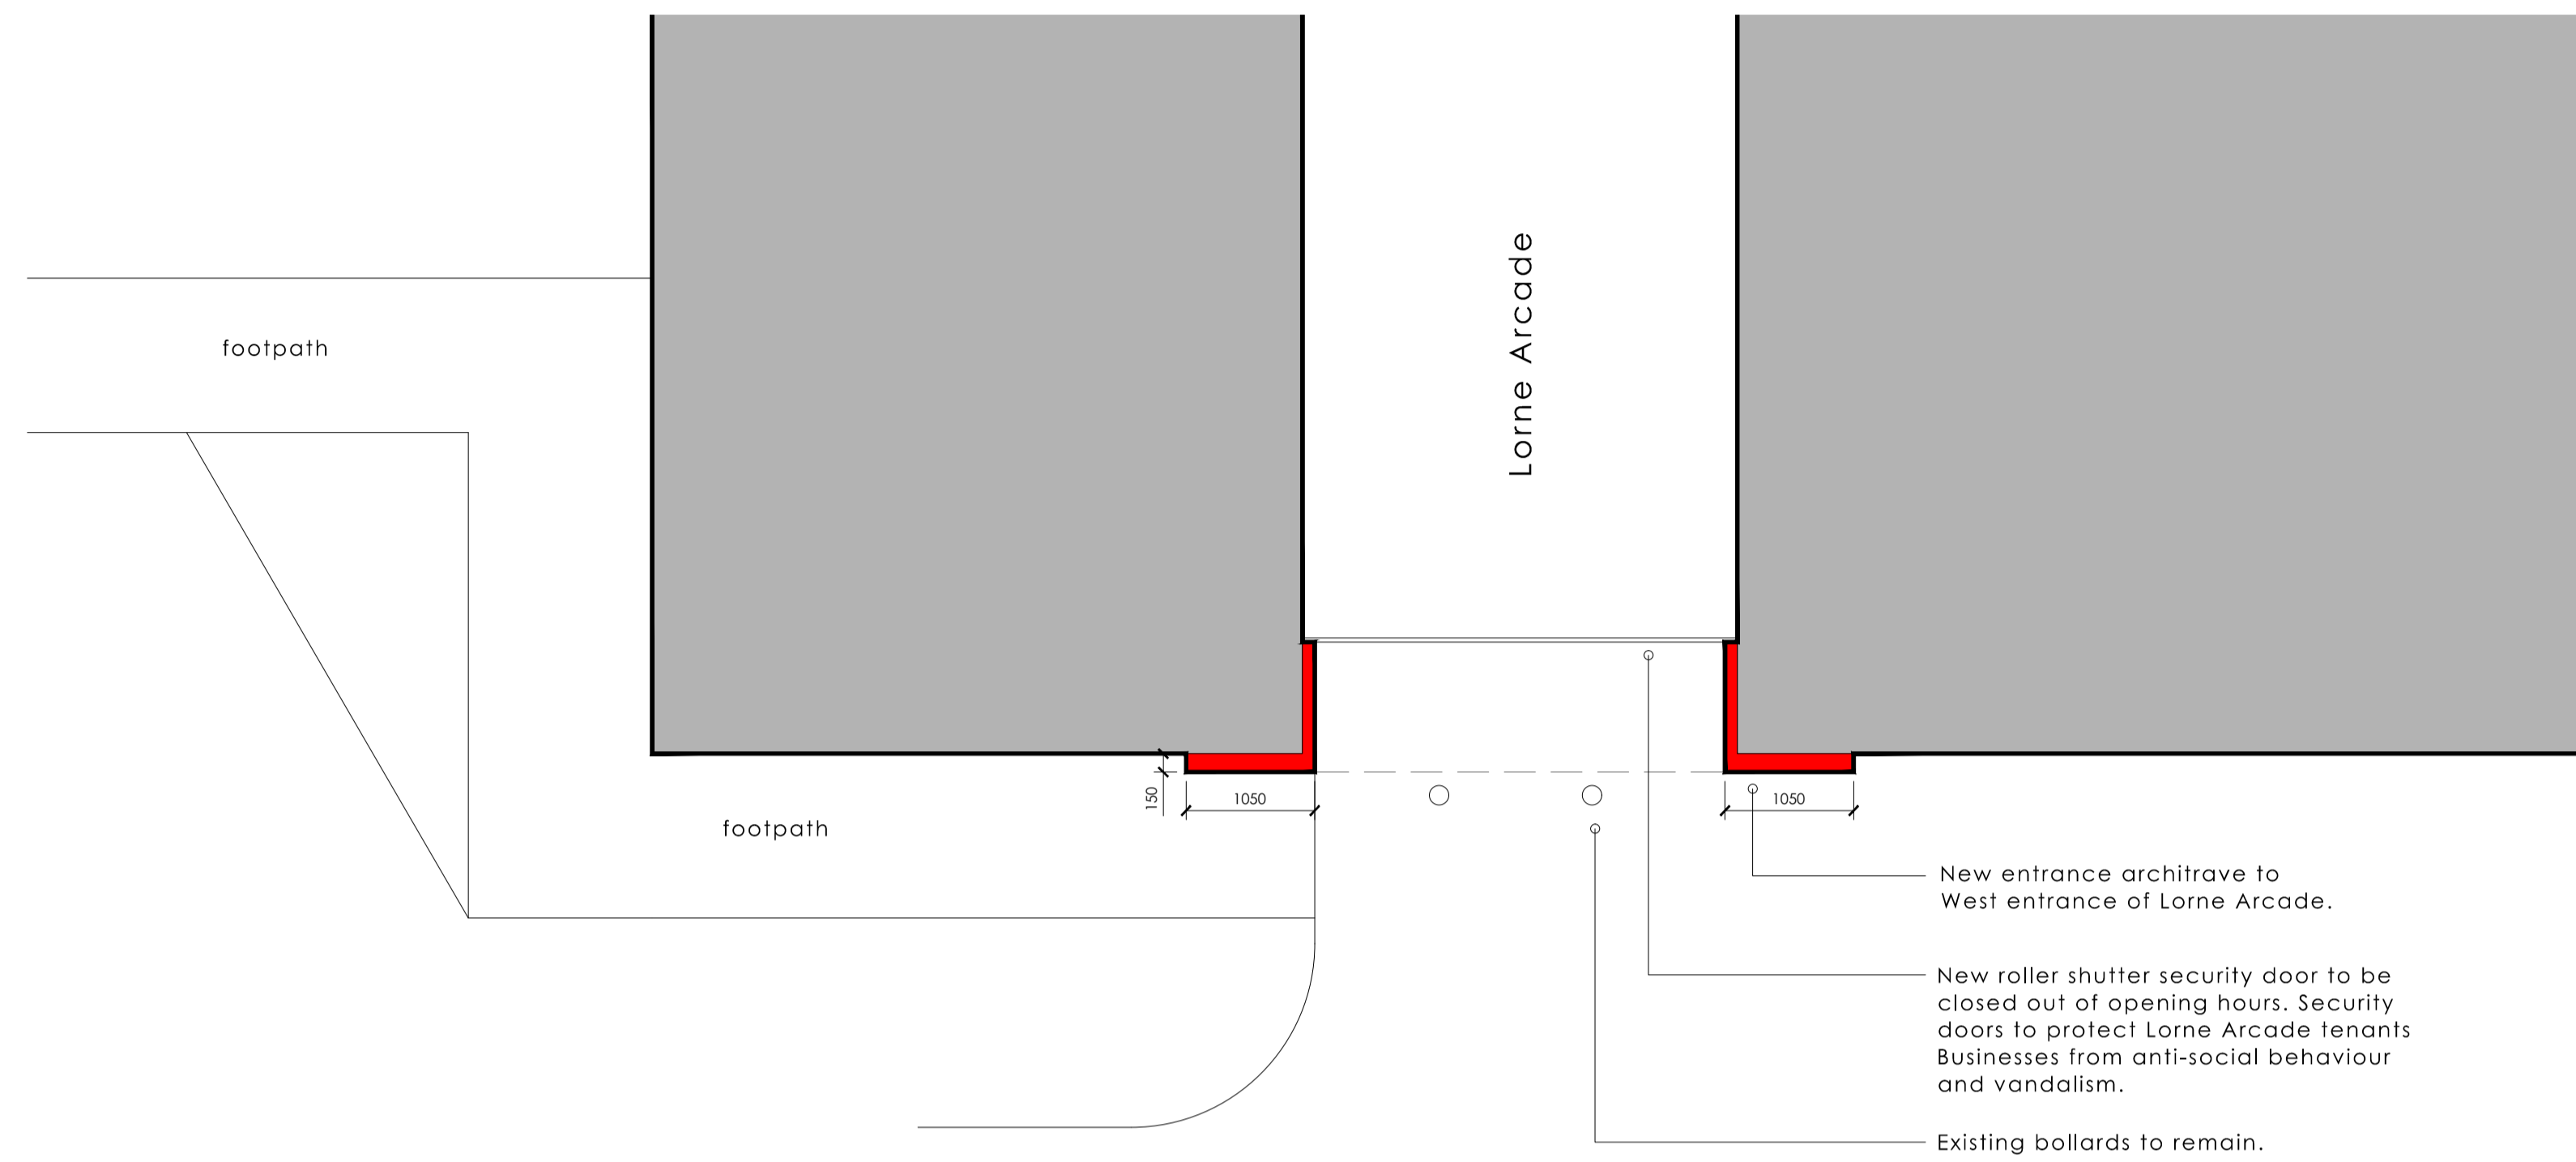 Lorne Arcade
footpath
footpath
150
1050
1050
New entrance architrave to
West entrance of Lorne Arcade.
New roller shutter security door to be
closed out of opening hours. Security
doors to protect Lorne Arcade tenants
Businesses from anti-social behaviour
and vandalism.
Existing bollards to remain.